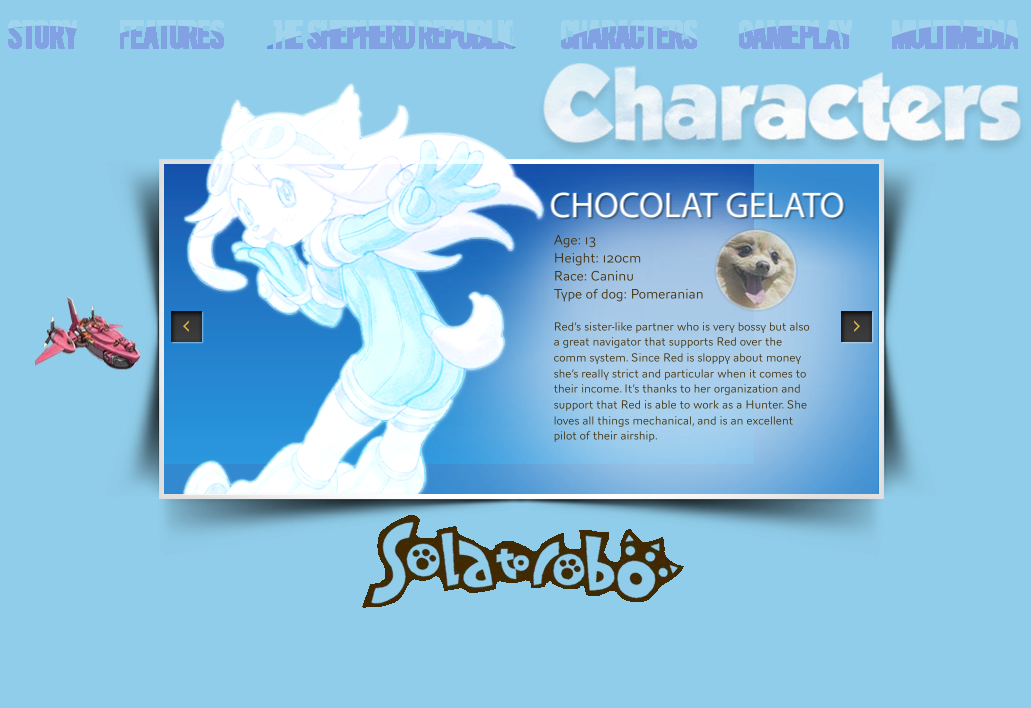 STORY FEATURES THE SHEPHERD REPUBLIC CHARACTERS GAMEPLAY MULTIMEDIA
Characters
CHOCOLAT GELATO
Age: 13
Height: 120cm
Race: Caninu
Type of dog: Pomeranian
Red's sister-like partner who is very bossy but also
a great navigator that supports Red over the
comm system. Since Red is sloppy about money
she's really strict and particular when it comes to
their income. It's thanks to her organization and
support that Red is able to work as a Hunter. She
loves all things mechanical, and is an excellent
pilot of their airship.
Solatorobo